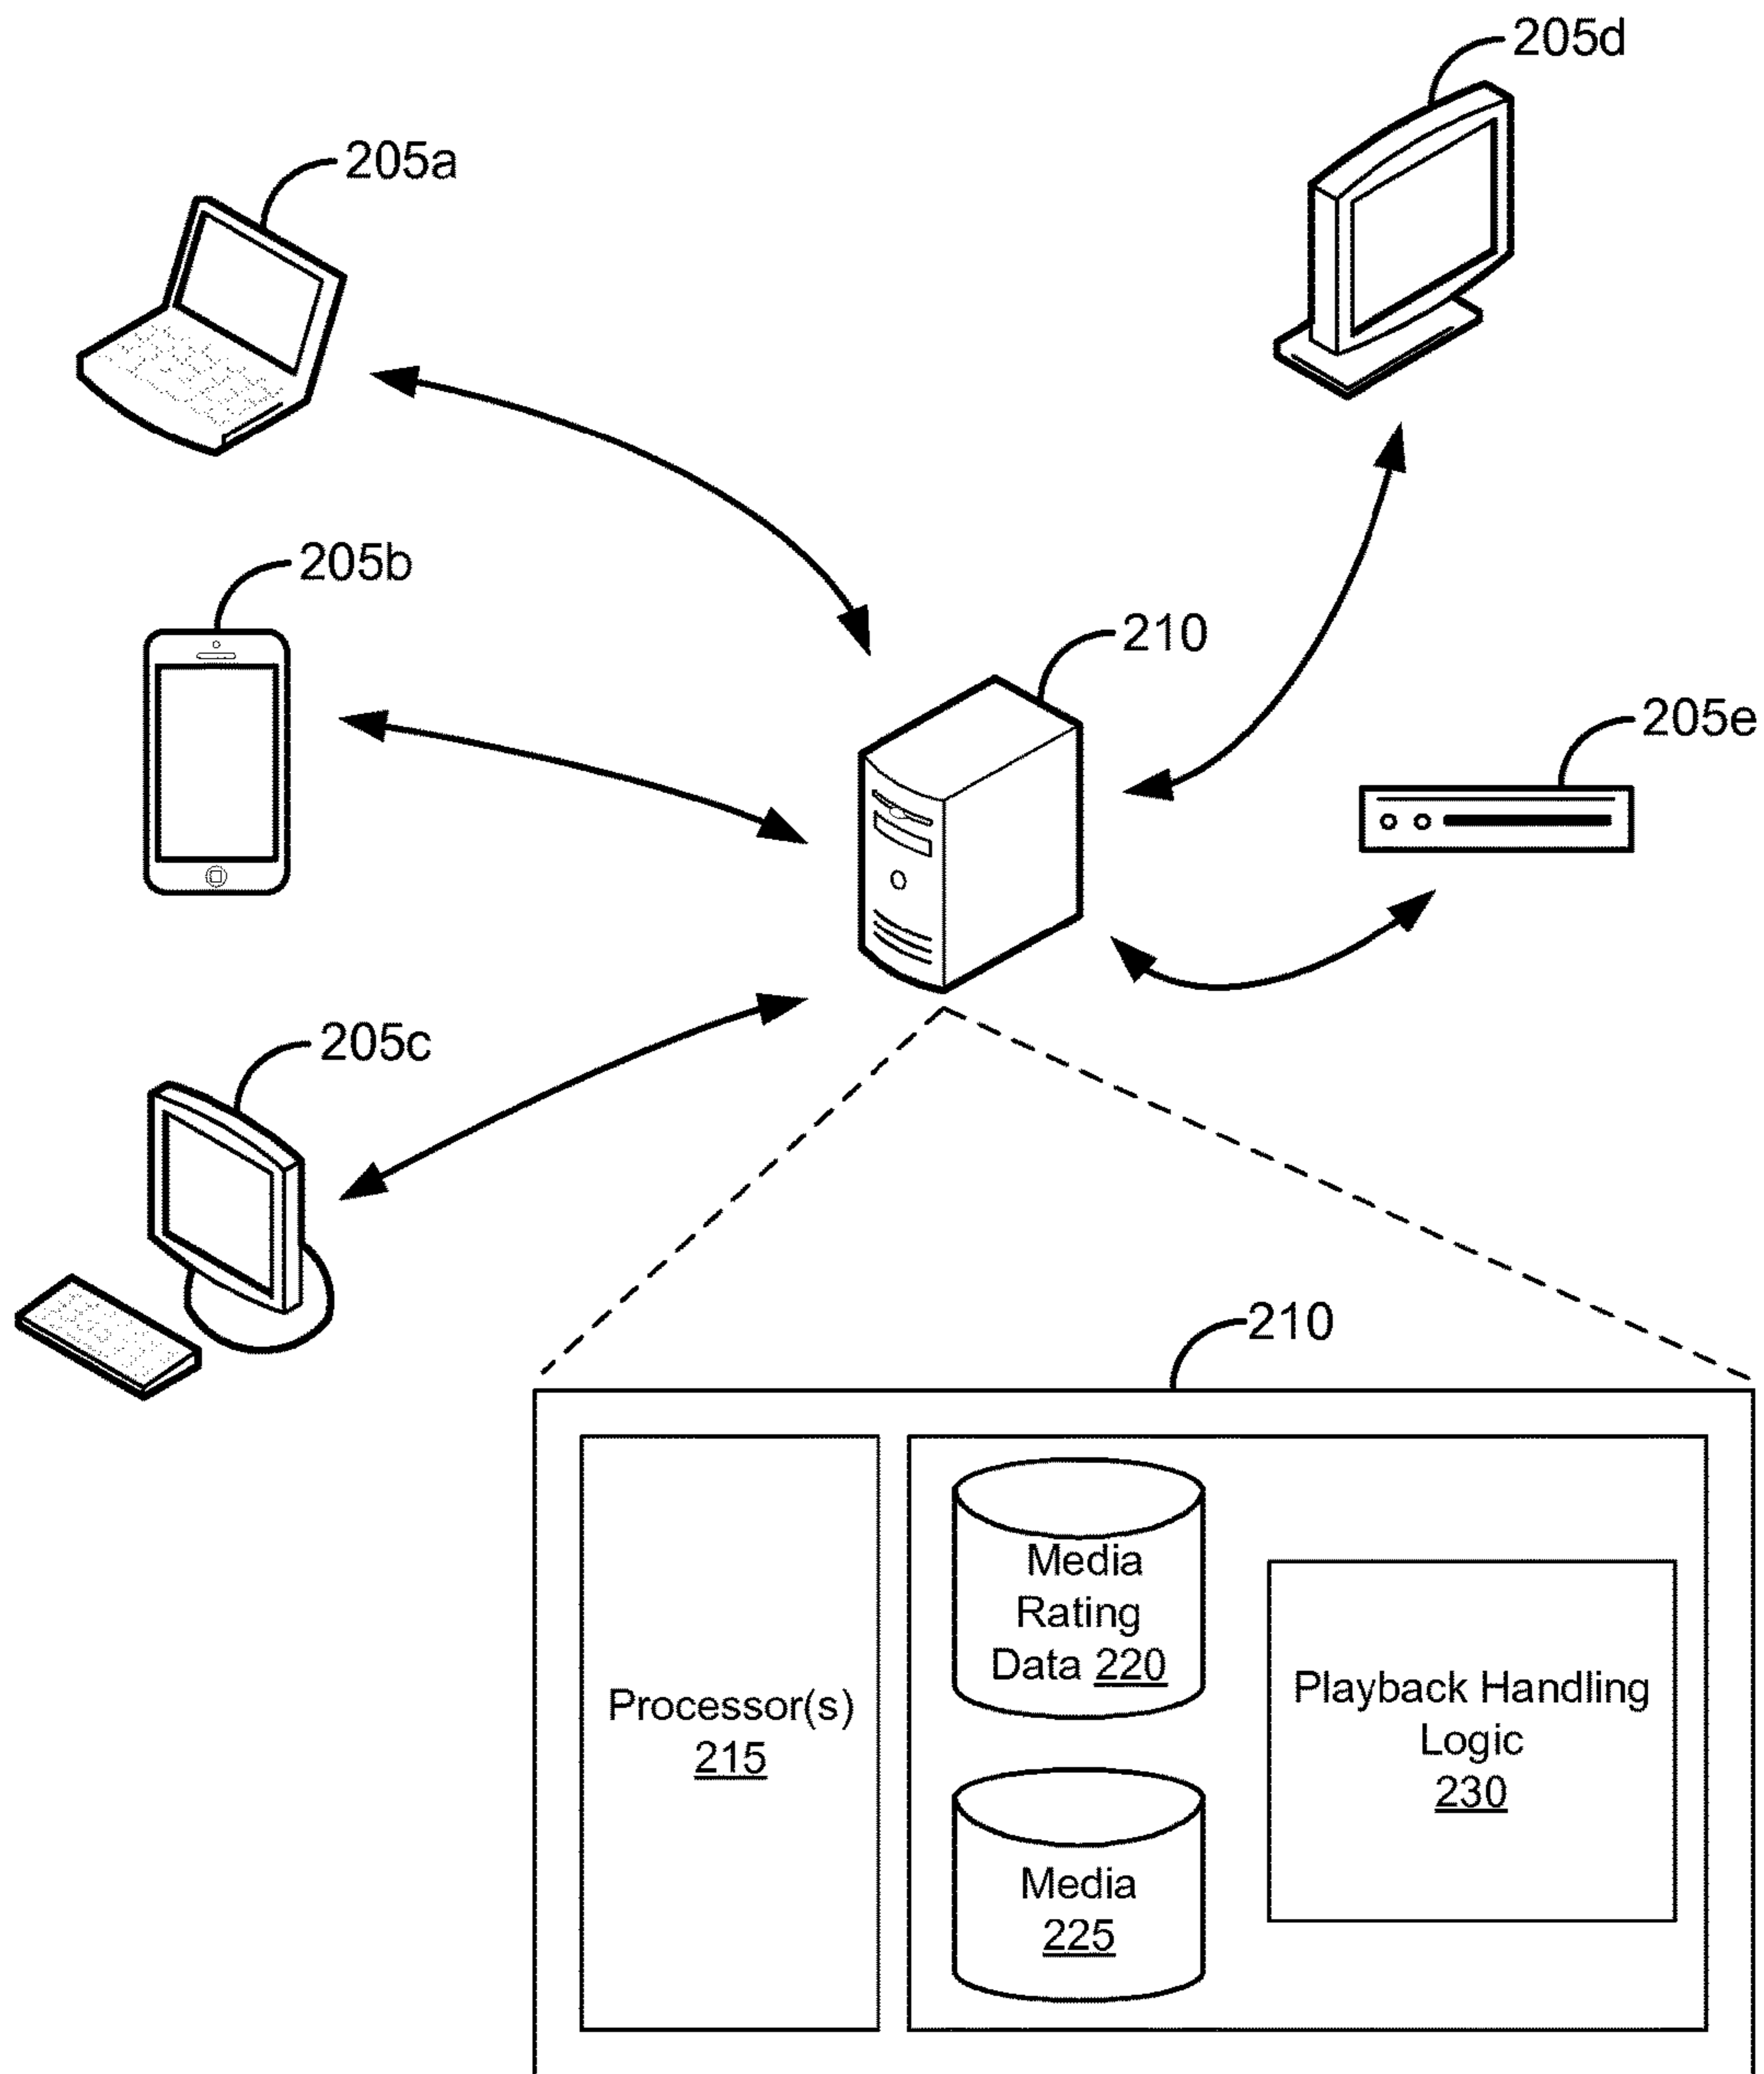 205d
205a
205b
210
205e
205c
210
Media
Rating
Data 220
Processor(s)
215
Playback Handling
Logic
230
Media
225